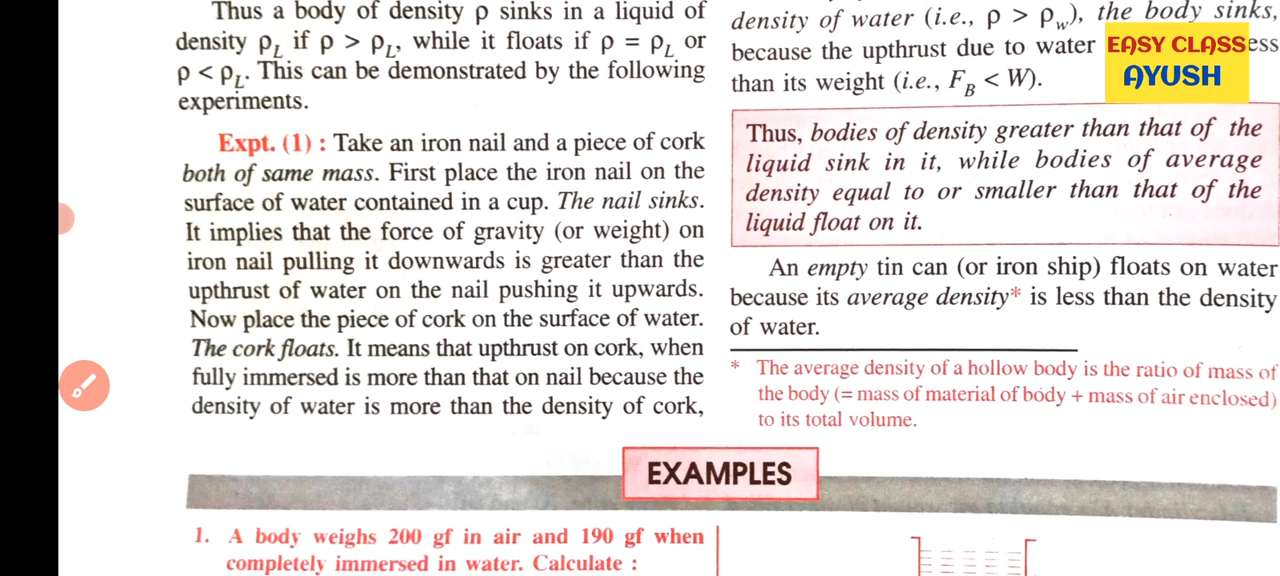 Thus a body of density ρ sinks in a liquid of
density ρL if ρ > ρL, while it floats if ρ = ρL or
ρ < ρL. This can be demonstrated by the following
experiments.
Expt. (1) : Take an iron nail and a piece of cork
both of same mass. First place the iron nail on the
surface of water contained in a cup. The nail sinks.
It implies that the force of gravity (or weight) on
iron nail pulling it downwards is greater than the
upthrust of water on the nail pushing it upwards.
Now place the piece of cork on the surface of water.
The cork floats. It means that upthrust on cork, when
fully immersed is more than that on nail because the
density of water is more than the density of cork,
density of water (i.e., ρ > ρw), the body sinks,
because the upthrust due to water
than its weight (i.e., FB < W).
EASY CLASS
AYUSH
Thus, bodies of density greater than that of the
liquid sink in it, while bodies of average
density equal to or smaller than that of the
liquid float on it.
An empty tin can (or iron ship) floats on water
because its average density* is less than the density
of water.
* The average density of a hollow body is the ratio of mass of
the body (= mass of material of body + mass of air enclosed)
to its total volume.
EXAMPLES
1. A body weighs 200 gf in air and 190 gf when
completely immersed in water. Calculate :